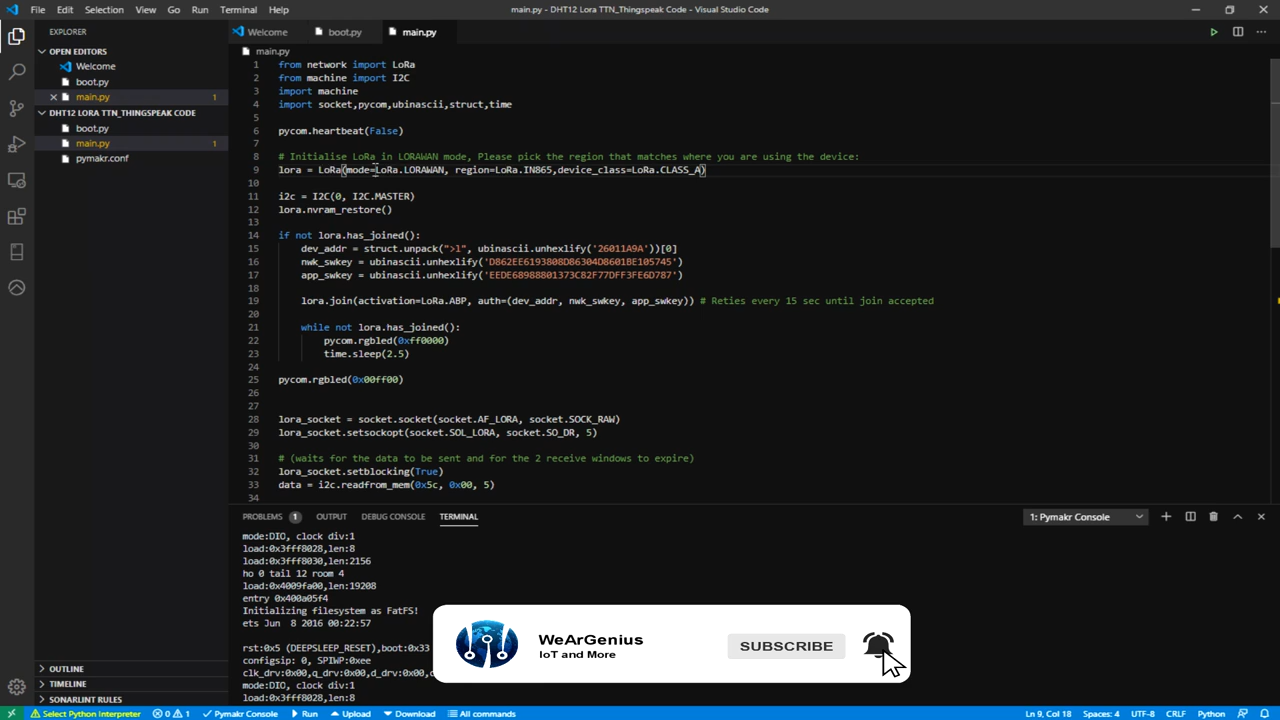 File Edit Selection View Go Run Terminal Help
main.py - DHT12 Lora TTN_Thingspeak Code - Visual Studio Code
EXPLORER
OPEN EDITORS
Welcome
boot.py
main.py 1
DHT12 LORA TTN_THINGSPEAK CODE
boot.py
main.py 1
pymakr.conf
OUTLINE
TIMELINE
SONARLINT RULES
Welcome boot.py main.py
main.py
1 from network import LoRa
2 from machine import I2C
3 import machine
4 import socket,pycom,ubinascii,struct,time
5
6 pycom.heartbeat(False)
7
8 # Initialise LoRa in LORAWAN mode, Please pick the region that matches where you are using the device:
9 lora = LoRa(mode=LoRa.LORAWAN, region=LoRa.IN865,device_class=LoRa.CLASS_A)
10
11 i2c = I2C(0, I2C.MASTER)
12 lora.nvram_restore()
13
14 if not lora.has_joined():
15 dev_addr = struct.unpack(">l", ubinascii.unhexlify('26011A9A'))[0]
16 nwk_swkey = ubinascii.unhexlify('D862EE6193808D86304D8601BE105745')
17 app_swkey = ubinascii.unhexlify('EEDE68988801373C82F77DFF3FE6D787')
18
19 lora.join(activation=LoRa.ABP, auth=(dev_addr, nwk_swkey, app_swkey)) # Reties every 15 sec until join accepted
20
21 while not lora.has_joined():
22 pycom.rgbled(0xff0000)
23 time.sleep(2.5)
24
25 pycom.rgbled(0x00ff00)
26
27
28 lora_socket = socket.socket(socket.AF_LORA, socket.SOCK_RAW)
29 lora_socket.setsockopt(socket.SOL_LORA, socket.SO_DR, 5)
30
31 # (waits for the data to be sent and for the 2 receive windows to expire)
32 lora_socket.setblocking(True)
33 data = i2c.readfrom_mem(0x5c, 0x00, 5)
34
PROBLEMS 1 OUTPUT DEBUG CONSOLE TERMINAL
1: Pymakr Console
mode:DIO, clock div:1
load:0x3fff8028,len:8
load:0x3fff8030,len:2156
ho 0 tail 12 room 4
load:0x4009fa00,len:19208
entry 0x400a05f4
Initializing filesystem as FatFS!
ets Jun 8 2016 00:22:57
rst:0x5 (DEEPSLEEP_RESET),boot:0x33
configsip: 0, SPIWP:0xee
clk_drv:0x00,q_drv:0x00,d_drv:0x00,
mode:DIO, clock div:1
load:0x3fff8028,len:8
WeArGenius
IoT and More
SUBSCRIBE
Select Python Interpreter 0 1 Pymakr Console Run Upload Download All commands
Ln 9, Col 18 Spaces: 4 UTF-8 CRLF Python